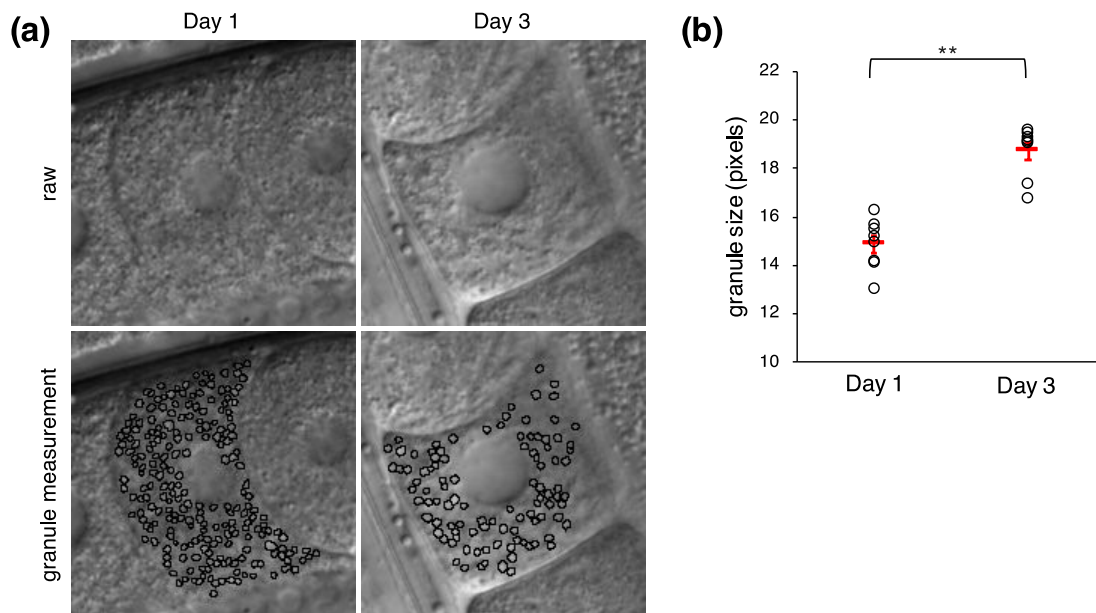 (a)
Day 1
Day 3
raw
granule measurement
(b)
**
granule size (pixels)
22
20
18
16
14
12
10
Day 1
Day 3